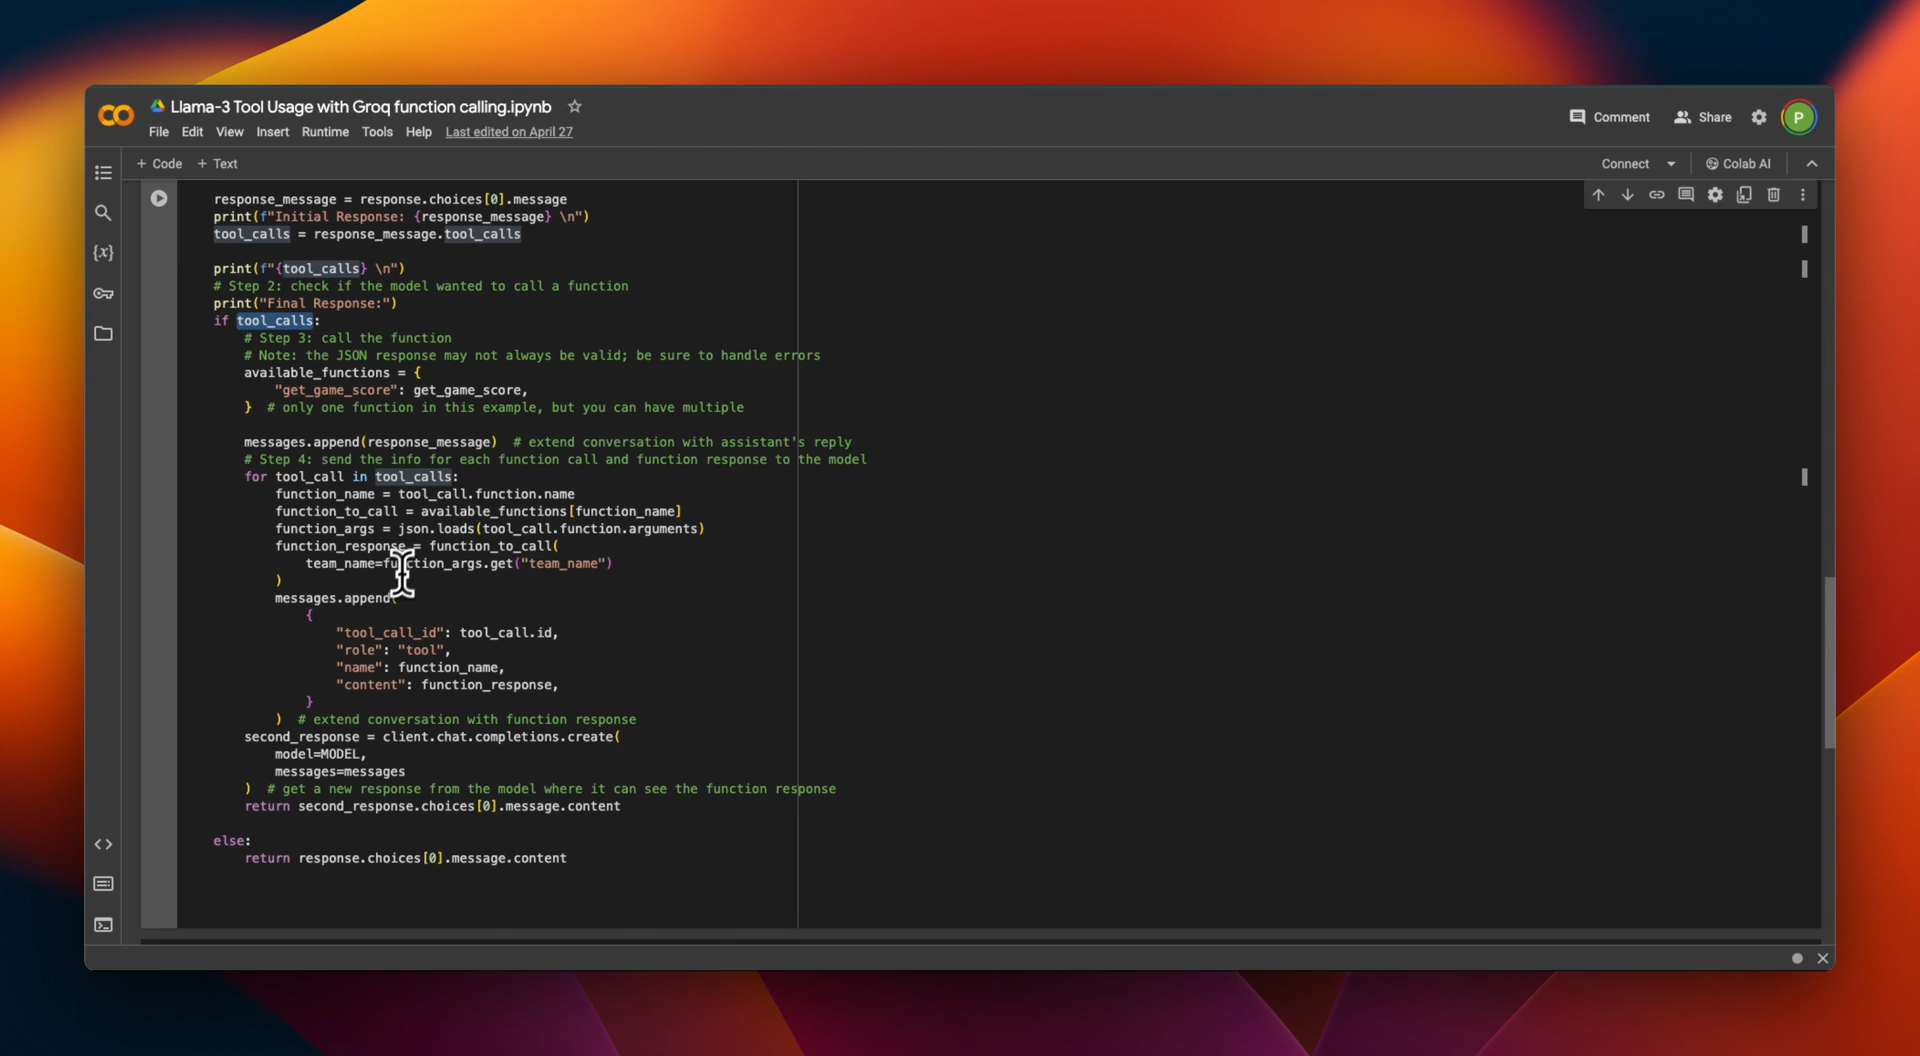 Llama-3 Tool Usage with Groq function calling.ipynb
File Edit View Insert Runtime Tools Help Last edited on April 27
Comment Share P
+ Code + Text
Connect Colab AI
response_message = response.choices[0].message
print(f"Initial Response: {response_message} \n")
tool_calls = response_message.tool_calls
print(f"{tool_calls} \n")
# Step 2: check if the model wanted to call a function
print("Final Response:")
if tool_calls:
# Step 3: call the function
# Note: the JSON response may not always be valid; be sure to handle errors
available_functions = {
"get_game_score": get_game_score,
} # only one function in this example, but you can have multiple
messages.append(response_message) # extend conversation with assistant's reply
# Step 4: send the info for each function call and function response to the model
for tool_call in tool_calls:
function_name = tool_call.function.name
function_to_call = available_functions[function_name]
function_args = json.loads(tool_call.function.arguments)
function_response = function_to_call(
team_name=function_args.get("team_name")
)
messages.append(
{
"tool_call_id": tool_call.id,
"role": "tool",
"name": function_name,
"content": function_response,
}
) # extend conversation with function response
second_response = client.chat.completions.create(
model=MODEL,
messages=messages
) # get a new response from the model where it can see the function response
return second_response.choices[0].message.content
else:
return response.choices[0].message.content